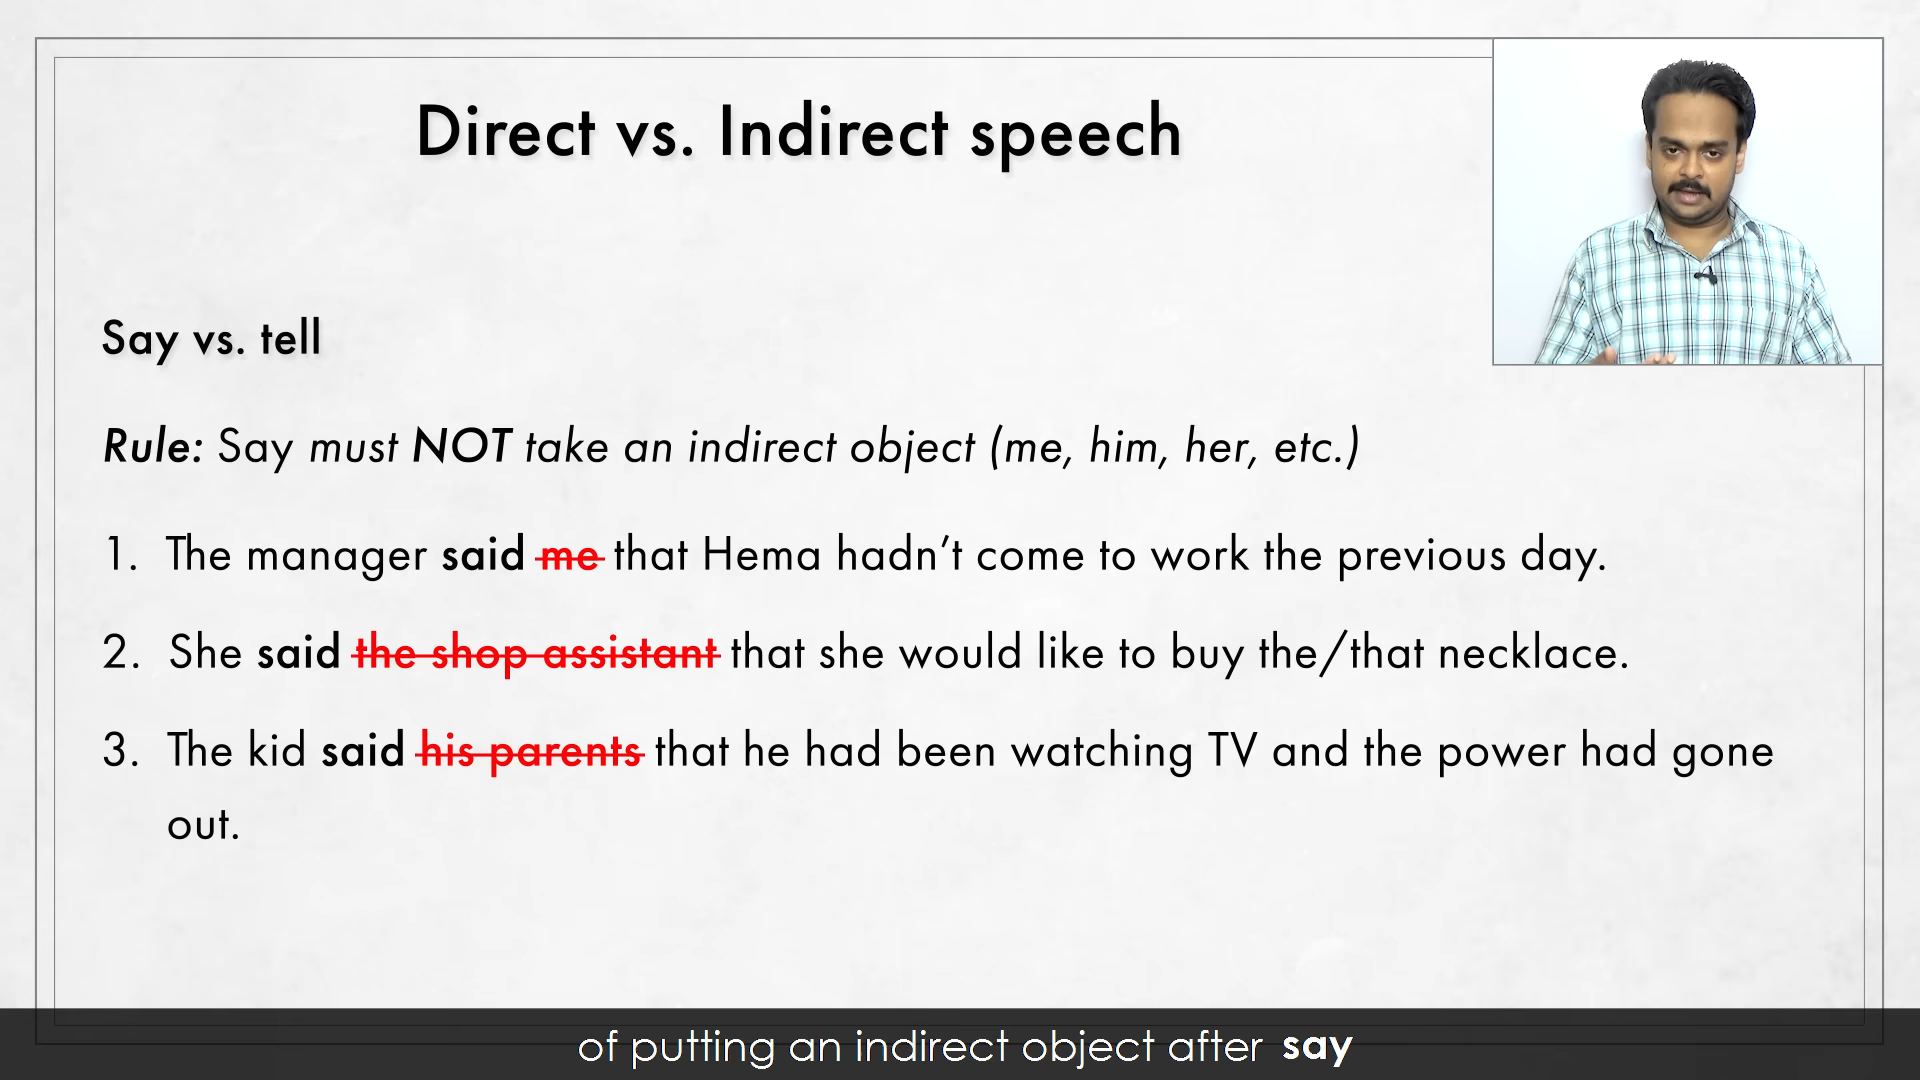 Direct vs. Indirect speech
Say vs. tell
Rule: Say must NOT take an indirect object (me, him, her, etc.)
1. The manager said me that Hema hadn’t come to work the previous day.
2. She said the shop assistant that she would like to buy the/that necklace.
3. The kid said his parents that he had been watching TV and the power had gone
out.
of putting an indirect object after say